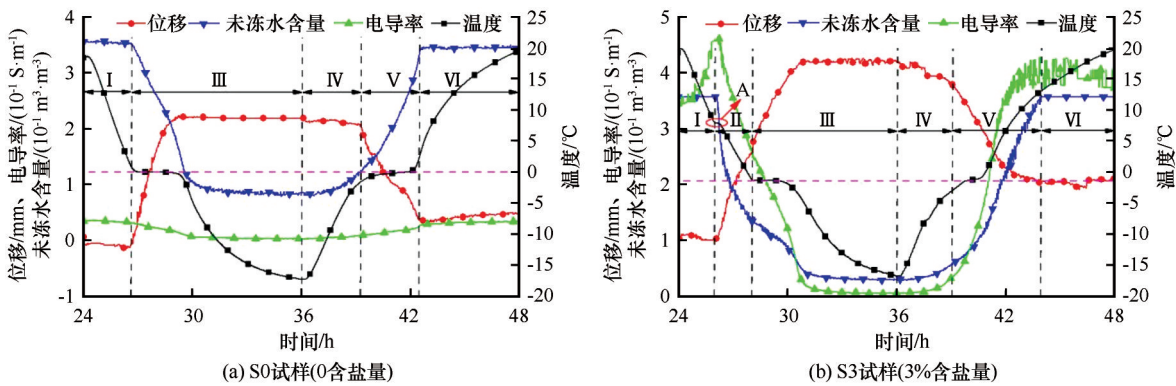 位移 未冻水含量 电导率 温度
位移/mm、电导率/(10⁻¹ S·m⁻¹)
未冻水含量/(10⁻¹ m³·m⁻³)
4
3
2
1
0
-1
Ⅰ Ⅲ Ⅳ Ⅴ Ⅵ
20
15
10
5
0
-5
-10
-15
-20
温度/℃
24 30 36 42 48
时间/h
(a) S0试样(0含盐量)
位移 未冻水含量 电导率 温度
位移/mm、电导率/(10⁻¹ S·m⁻¹)
未冻水含量/(10⁻¹ m³·m⁻³)
5
4
3
2
1
0
A
Ⅰ Ⅱ Ⅲ Ⅳ Ⅴ Ⅵ
25
20
15
10
5
0
-5
-10
-15
-20
温度/℃
24 30 36 42 48
时间/h
(b) S3试样(3%含盐量)